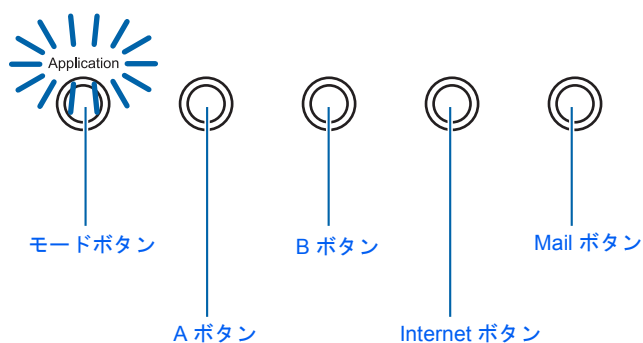 Application
モードボタン
B ボタン
Mail ボタン
A ボタン
Internet ボタン